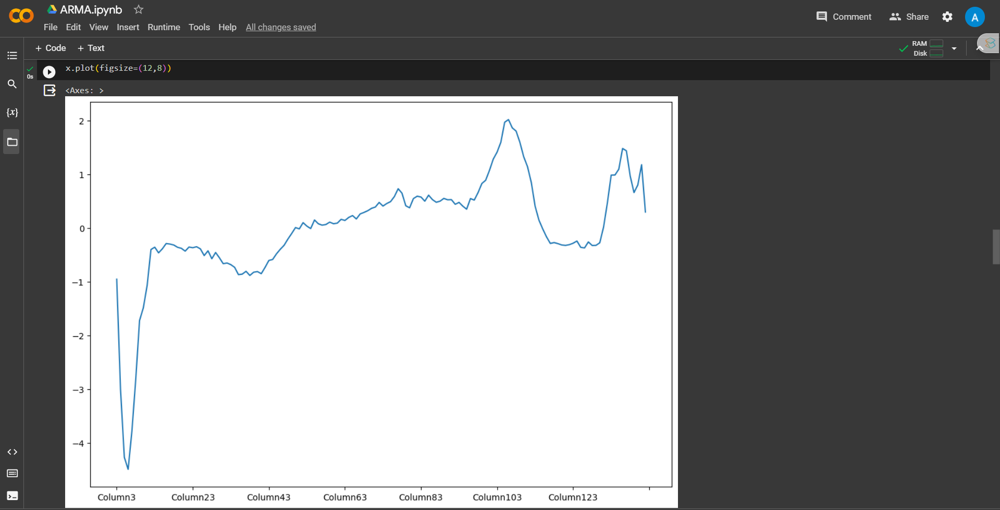 ARMA.ipynb
File Edit View Insert Runtime Tools Help All changes saved
Comment
Share
A
+ Code + Text
RAM
Disk
{x}
0s
x.plot(figsize=(12,8))
<Axes: >
2
1
0
−1
−2
−3
−4
Column3 Column23 Column43 Column63 Column83 Column103 Column123